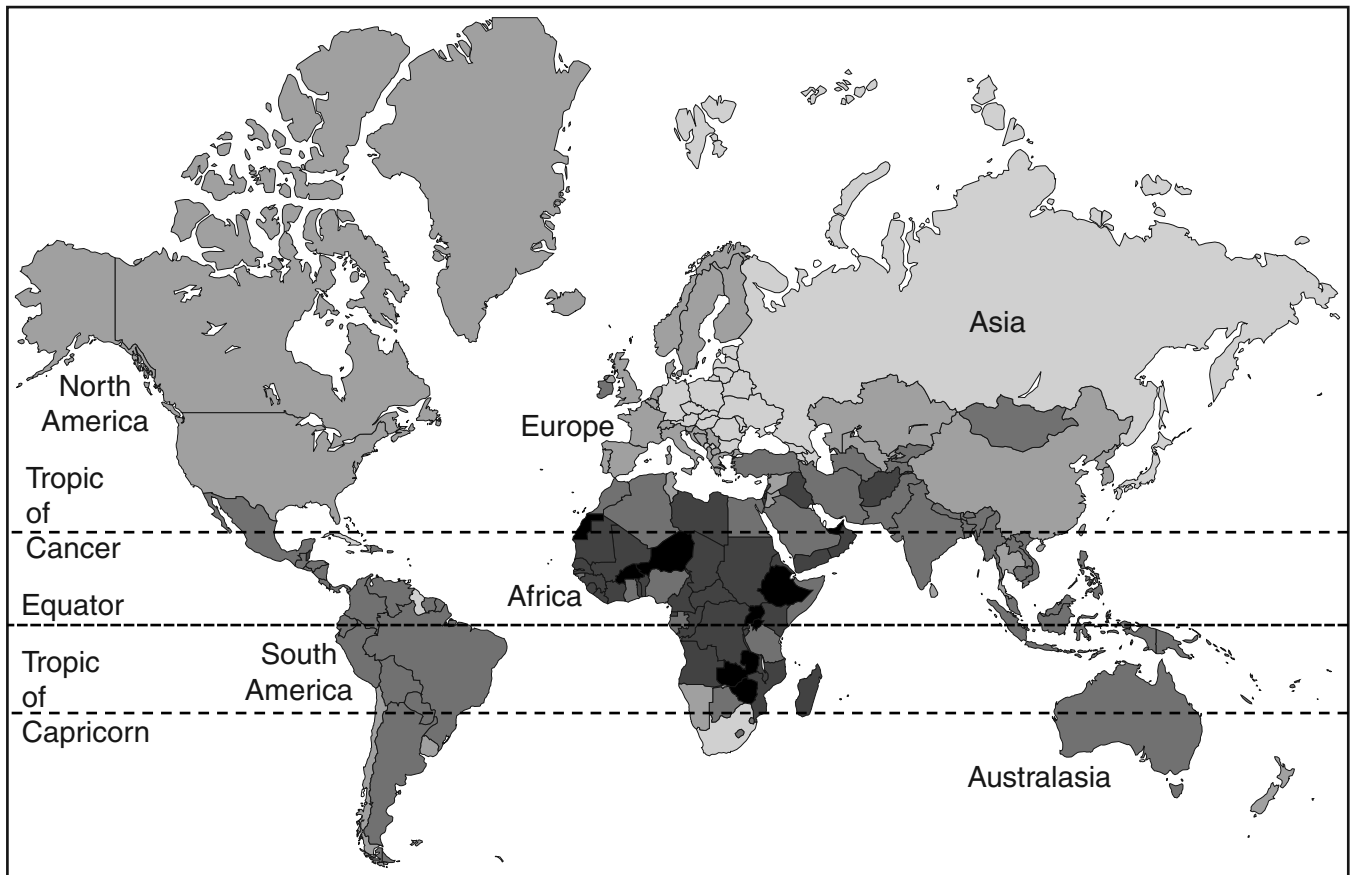 Asia
North
America
Europe
Tropic
of
Cancer
Africa
Equator
South
America
Tropic
of
Capricorn
Australasia